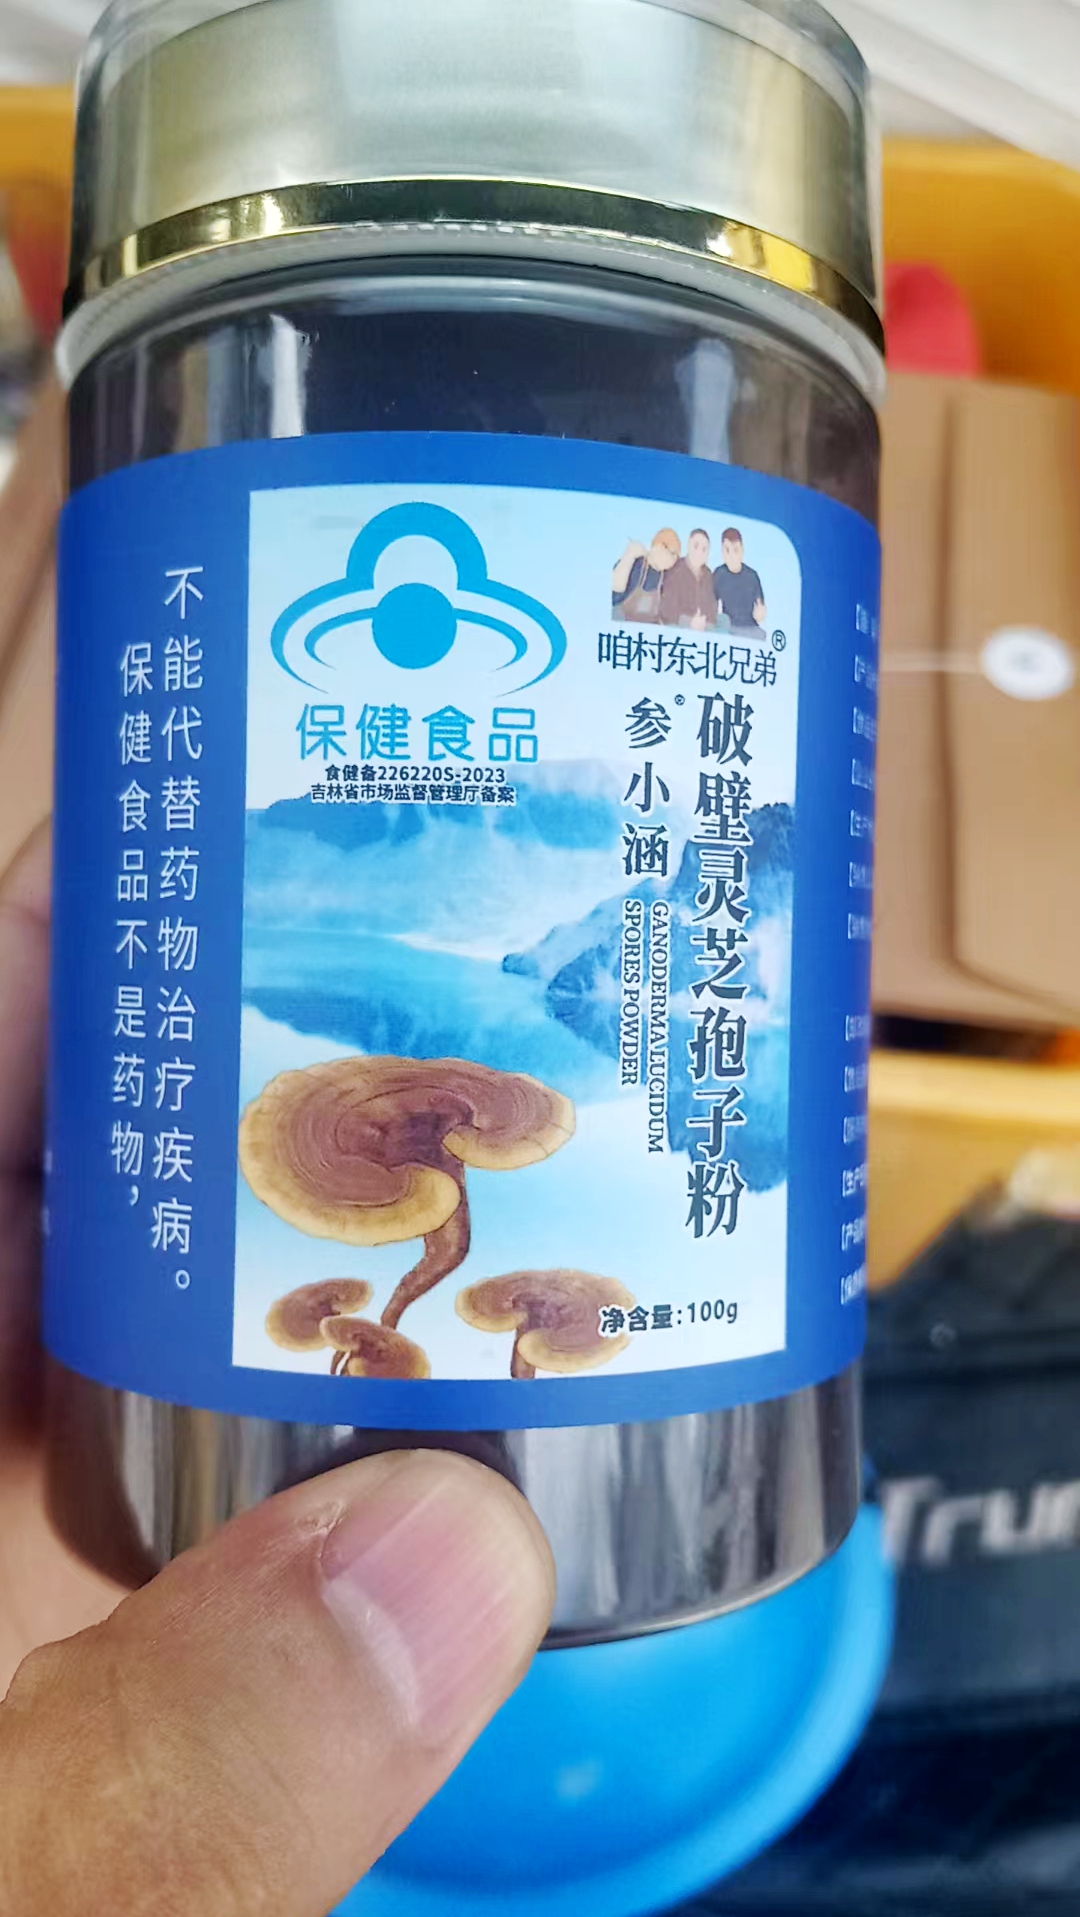 保健食品不是药物，
不能代替药物治疗疾病。
保健食品
食健备226220S-2023
吉林省市场监督管理厅备案
咱村东北兄弟®
参小涵®
破壁灵芝孢子粉
GANODERMA LUCIDUM
SPORES POWDER
净含量:100g